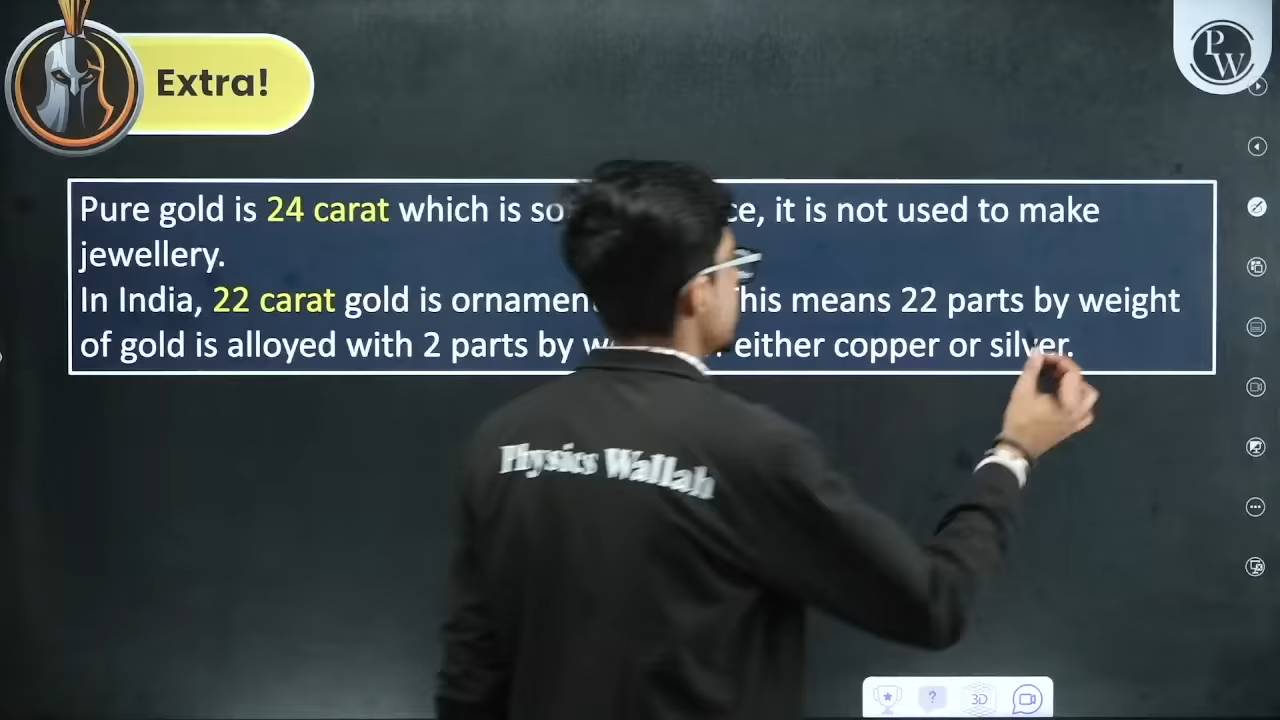 Extra!
P
W
Pure gold is 24 carat which is so ce, it is not used to make
jewellery.
In India, 22 carat gold is ornamen his means 22 parts by weight
of gold is alloyed with 2 parts by w either copper or silver.
Physics Wallah
?
3D